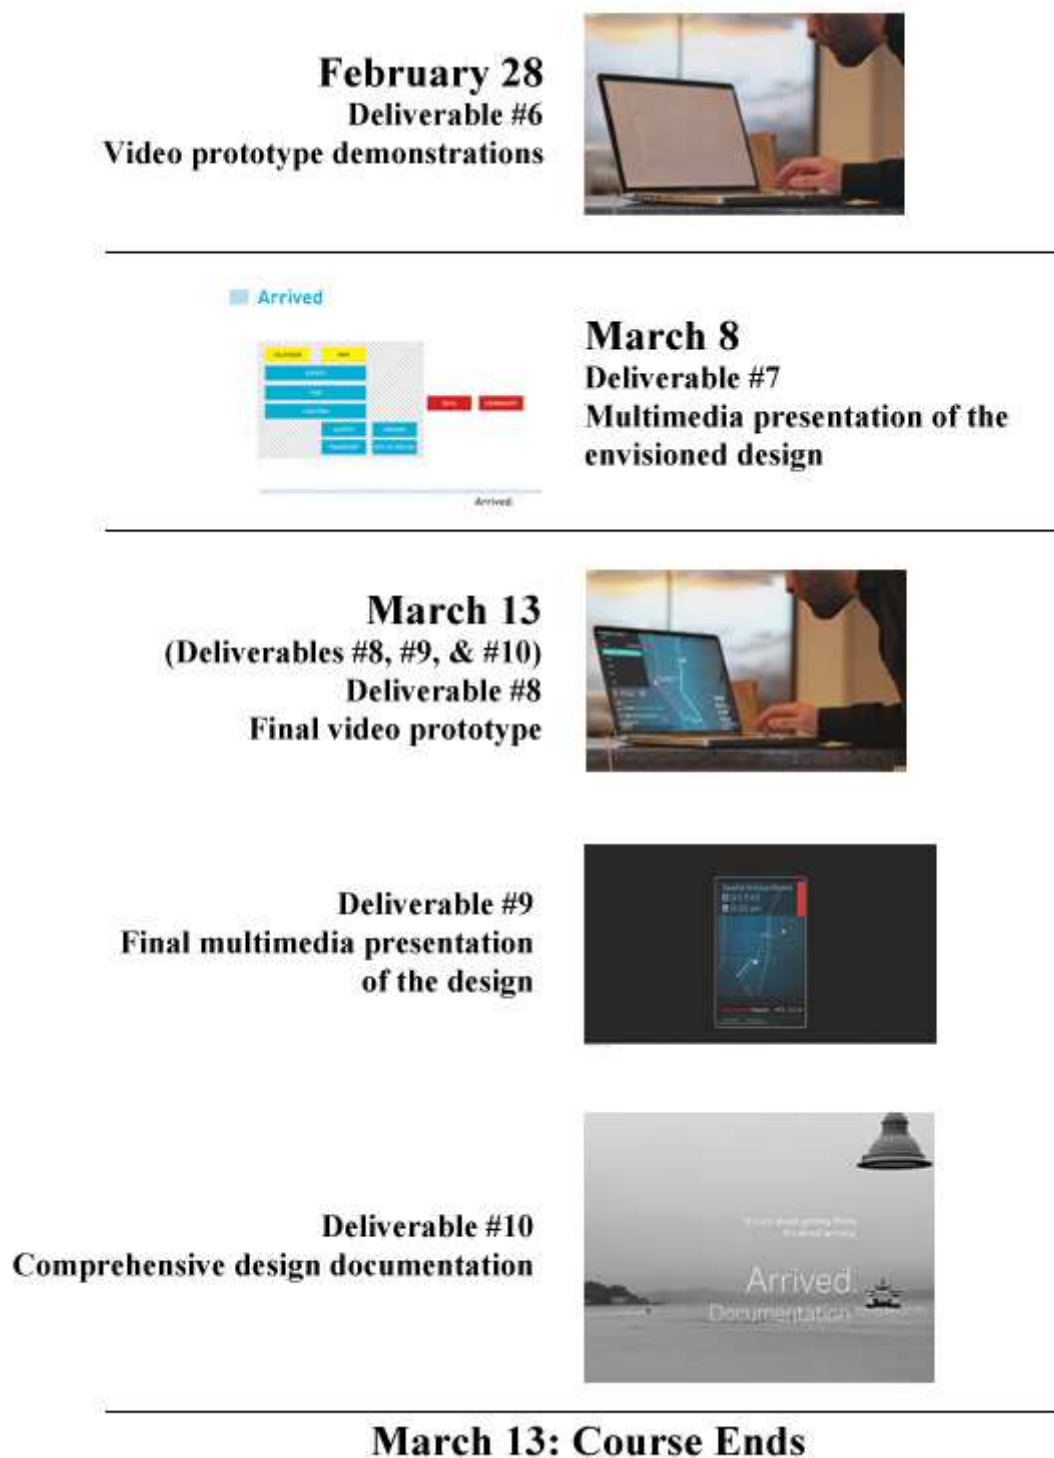 February 28
Deliverable #6
Video prototype demonstrations
Arrived
March 8
Deliverable #7
Multimedia presentation of the
envisioned design
Arrived.
March 13
(Deliverables #8, #9, & #10)
Deliverable #8
Final video prototype
Deliverable #9
Final multimedia presentation
of the design
Deliverable #10
Comprehensive design documentation
Arrived.
Documentation
March 13: Course Ends